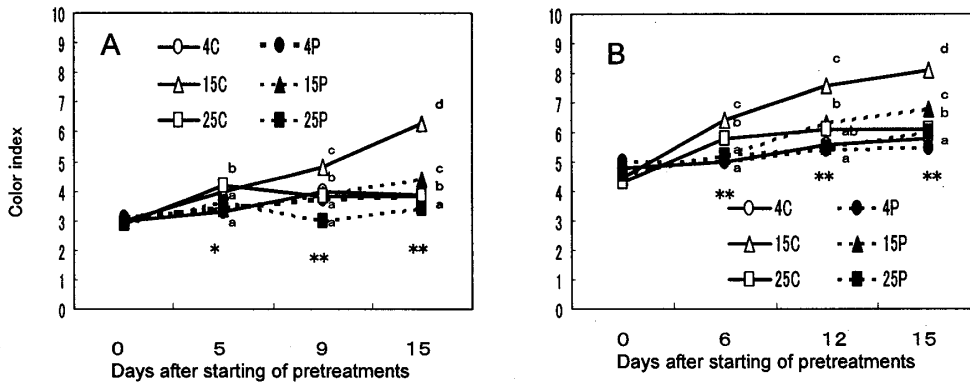 Color index
10
9
8
7
6
5
4
3
2
1
0
A
4C 4P
15C 15P
25C 25P
d
b c c
a b b
a a
a a
* ** **
0 5 9 15
Days after starting of pretreatments
10
9
8
7
6
5
4
3
2
1
0
B
c d
c b c
b ab b
a a
a a
** ** **
4C 4P
15C 15P
25C 25P
0 6 12 15
Days after starting of pretreatments